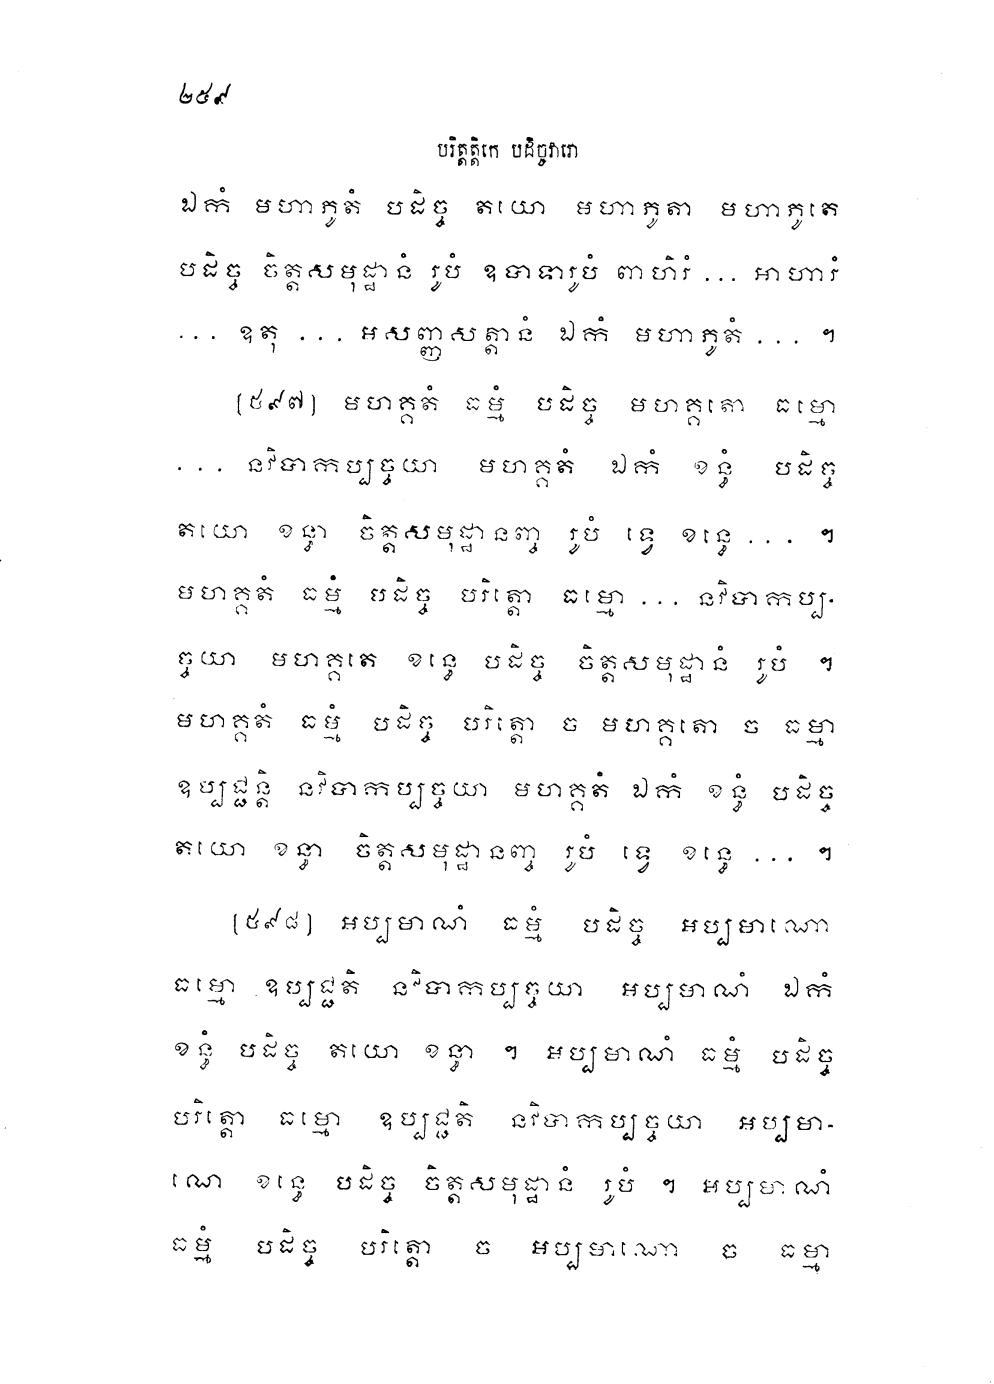 ២៥៩
បរិត្តត្តិកេ បដិច្ចវារោ
ឯកំ មហាភូតំ បដិច្ច តយោ មហាភូតា មហាភូតេ
បដិច្ច ចិត្តសមុដ្ឋានំ រូបំ ឧបាទារូបំ ពាហិរំ ... អាហារំ
... ឧតុ ... អសញ្ញសត្តានំ ឯកំ មហាភូតំ ... ។
[៥៩៧] មហគ្គតំ ធម្មំ បដិច្ច មហគ្គតោ ធម្មោ
... នវិបាកប្បច្ចយា មហគ្គតំ ឯកំ ខន្ធំ បដិច្ច
តយោ ខន្ធា ចិត្តសមុដ្ឋានញ្ច រូបំ ទ្វេ ខន្ធេ ... ។
មហគ្គតំ ធម្មំ បដិច្ច បរិត្តោ ធម្មោ ... នវិបាកប្ប-
ច្ចយា មហគ្គតេ ខន្ធេ បដិច្ច ចិត្តសមុដ្ឋានំ រូបំ ។
មហគ្គតំ ធម្មំ បដិច្ច បរិត្តោ ច មហគ្គតោ ច ធម្មា
ឧប្បជ្ជន្តិ នវិបាកប្បច្ចយា មហគ្គតំ ឯកំ ខន្ធំ បដិច្ច
តយោ ខន្ធា ចិត្តសមុដ្ឋានញ្ច រូបំ ទ្វេ ខន្ធេ ... ។
[៥៩៨] អប្បមាណំ ធម្មំ បដិច្ច អប្បមាណោ
ធម្មោ ឧប្បជ្ជតិ នវិបាកប្បច្ចយា អប្បមាណំ ឯកំ
ខន្ធំ បដិច្ច តយោ ខន្ធា ។ អប្បមាណំ ធម្មំ បដិច្ច
បរិត្តោ ធម្មោ ឧប្បជ្ជតិ នវិបាកប្បច្ចយា អប្បមា-
ណេ ខន្ធេ បដិច្ច ចិត្តសមុដ្ឋានំ រូបំ ។ អប្បមាណំ
ធម្មំ បដិច្ច បរិត្តោ ច អប្បមាណោ ច ធម្មា